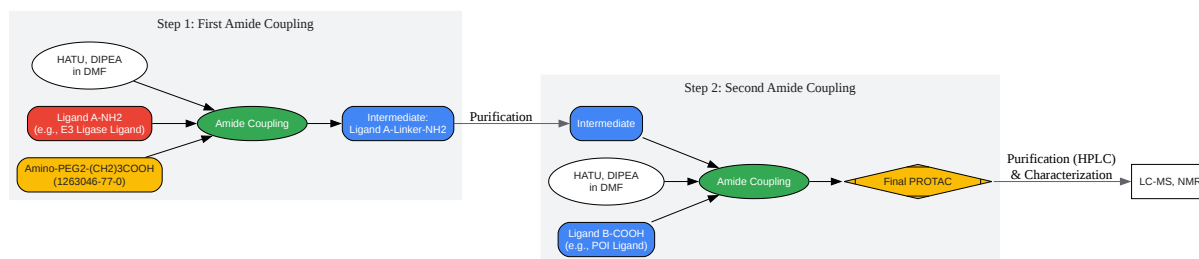 Step 1: First Amide Coupling
HATU, DIPEA
in DMF
Ligand A-NH2
(e.g., E3 Ligase Ligand)
Amino-PEG2-(CH2)3COOH
(1263046-77-0)
Amide Coupling
Intermediate:
Ligand A-Linker-NH2
Purification
Step 2: Second Amide Coupling
Intermediate
HATU, DIPEA
in DMF
Ligand B-COOH
(e.g., POI Ligand)
Amide Coupling
Final PROTAC
Purification (HPLC)
& Characterization
LC-MS, NMR